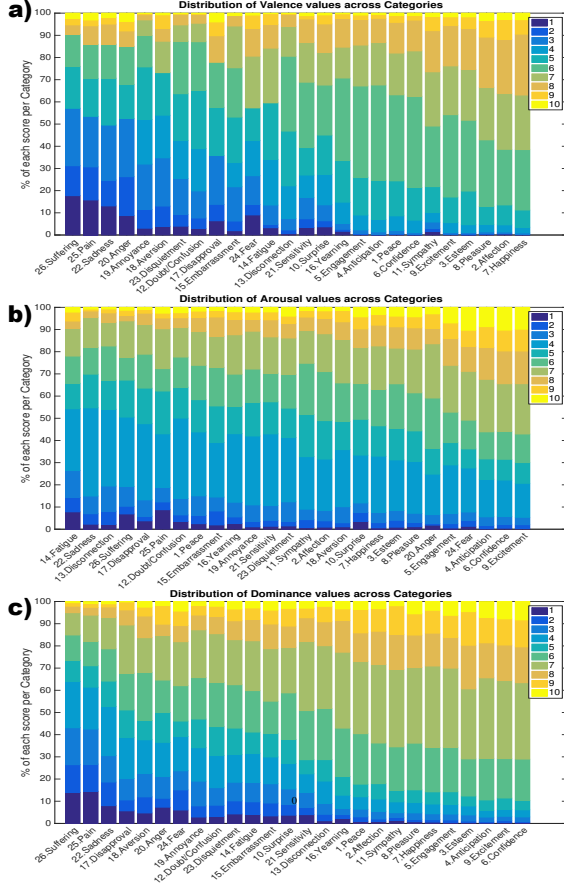 a)
Distribution of Valence values across Categories
% of each score per Category
100
90
80
70
60
50
40
30
20
10
0
1
2
3
4
5
6
7
8
9
10
26.Suffering
25.Pain
22.Sadness
20.Anger
19.Annoyance
18.Aversion
23.Disquietment
12.Doubt/Confusion
17.Disapproval
15.Embarrassment
24.Fear
14.Fatigue
13.Disconnection
21.Sensitivity
10.Surprise
16.Yearning
5.Engagement
4.Anticipation
1.Peace
6.Confidence
11.Sympathy
9.Excitement
3.Esteem
8.Pleasure
2.Affection
7.Happiness
b)
Distribution of Arousal values across Categories
% of each score per Category
100
90
80
70
60
50
40
30
20
10
0
1
2
3
4
5
6
7
8
9
10
14.Fatigue
22.Sadness
13.Disconnection
26.Suffering
17.Disapproval
25.Pain
12.Doubt/Confusion
1.Peace
15.Embarrassment
16.Yearning
19.Annoyance
21.Sensitivity
23.Disquietment
11.Sympathy
2.Affection
18.Aversion
10.Surprise
7.Happiness
3.Esteem
8.Pleasure
20.Anger
5.Engagement
24.Fear
4.Anticipation
6.Confidence
9.Excitement
c)
Distribution of Dominance values across Categories
% of each score per Category
100
90
80
70
60
50
40
30
20
10
0
0
1
2
3
4
5
6
7
8
9
10
26.Suffering
25.Pain
22.Sadness
17.Disapproval
18.Aversion
20.Anger
24.Fear
19.Annoyance
12.Doubt/Confusion
23.Disquietment
14.Fatigue
15.Embarrassment
10.Surprise
21.Sensitivity
13.Disconnection
16.Yearning
1.Peace
2.Affection
11.Sympathy
8.Pleasure
7.Happiness
5.Engagement
3.Esteem
4.Anticipation
9.Excitement
6.Confidence